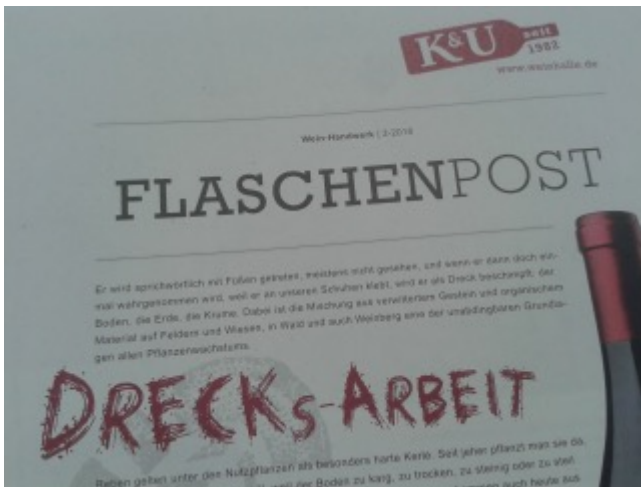 K&U seit 1982
www.weinhalle.de
Wein-Handwerk | 2-2018
FLASCHENPOST
Er wird sprichwörtlich mit Füßen getreten, meistens nicht gesehen, und wenn er dann doch ein-
mal wahrgenommen wird, weil er an unseren Schuhen klebt, wird er als Dreck beschimpft, der
Boden, die Erde, die Krume. Dabei ist die Mischung aus verwittertem Gestein und organischem
Material auf Feldern und Wiesen, in Wald und auch Weinberg eine der unabdingbaren Grundla-
gen allen Pflanzenwachstums.
DRECKS-ARBEIT
Reben gelten unter den Nutzpflanzen als besonders harte Kerle. Seit jeher pflanzt man sie da,
der Boden zu karg, zu trocken, zu steinig oder zu steil
auch heute aus